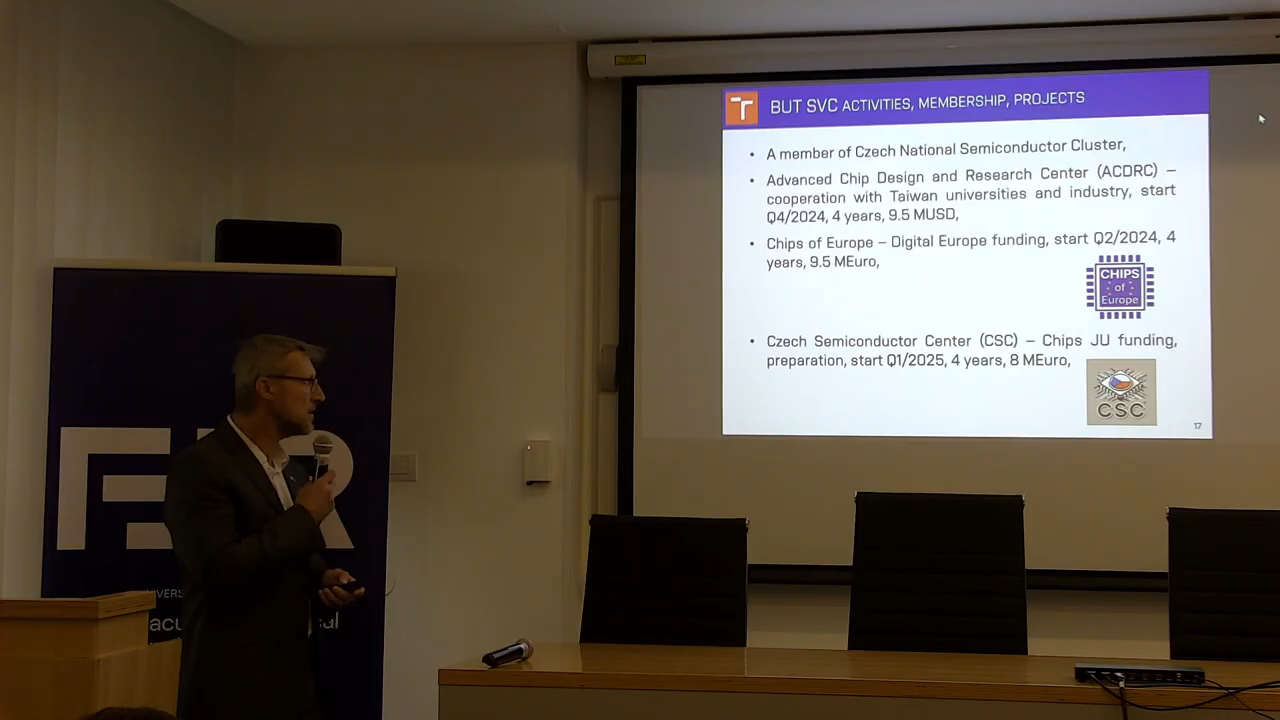 BUT SVC ACTIVITIES, MEMBERSHIP, PROJECTS
• A member of Czech National Semiconductor Cluster,
• Advanced Chip Design and Research Center (ACDRC) –
cooperation with Taiwan universities and industry, start
Q4/2024, 4 years, 9.5 MUSD,
• Chips of Europe – Digital Europe funding, start Q2/2024, 4
years, 9.5 MEuro,
CHIPS
of
Europe
• Czech Semiconductor Center (CSC) – Chips JU funding,
preparation, start Q1/2025, 4 years, 8 MEuro,
CSC
17